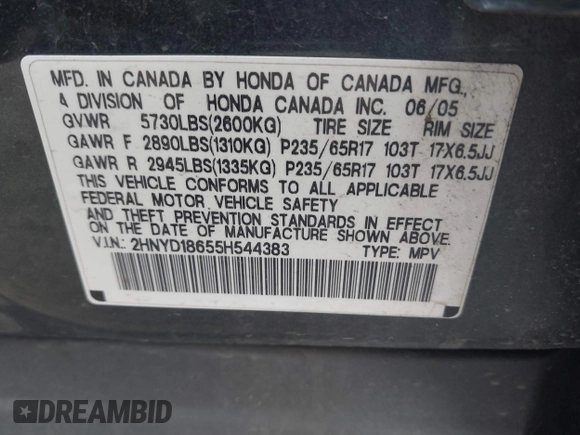 MFD. IN CANADA BY HONDA OF CANADA MFG.,
A DIVISION OF HONDA CANADA INC. 06/05
GVWR 5730LBS(2600KG) TIRE SIZE RIM SIZE
GAWR F 2890LBS(1310KG) P235/65R17 103T 17X6.5JJ
GAWR R 2945LBS(1335KG) P235/65R17 103T 17X6.5JJ
THIS VEHICLE CONFORMS TO ALL APPLICABLE
FEDERAL MOTOR VEHICLE SAFETY
AND THEFT PREVENTION STANDARDS IN EFFECT
ON THE DATE OF MANUFACTURE SHOWN ABOVE.
V.I.N.: 2HNYD18655H544383 TYPE: MPV
DREAMBID